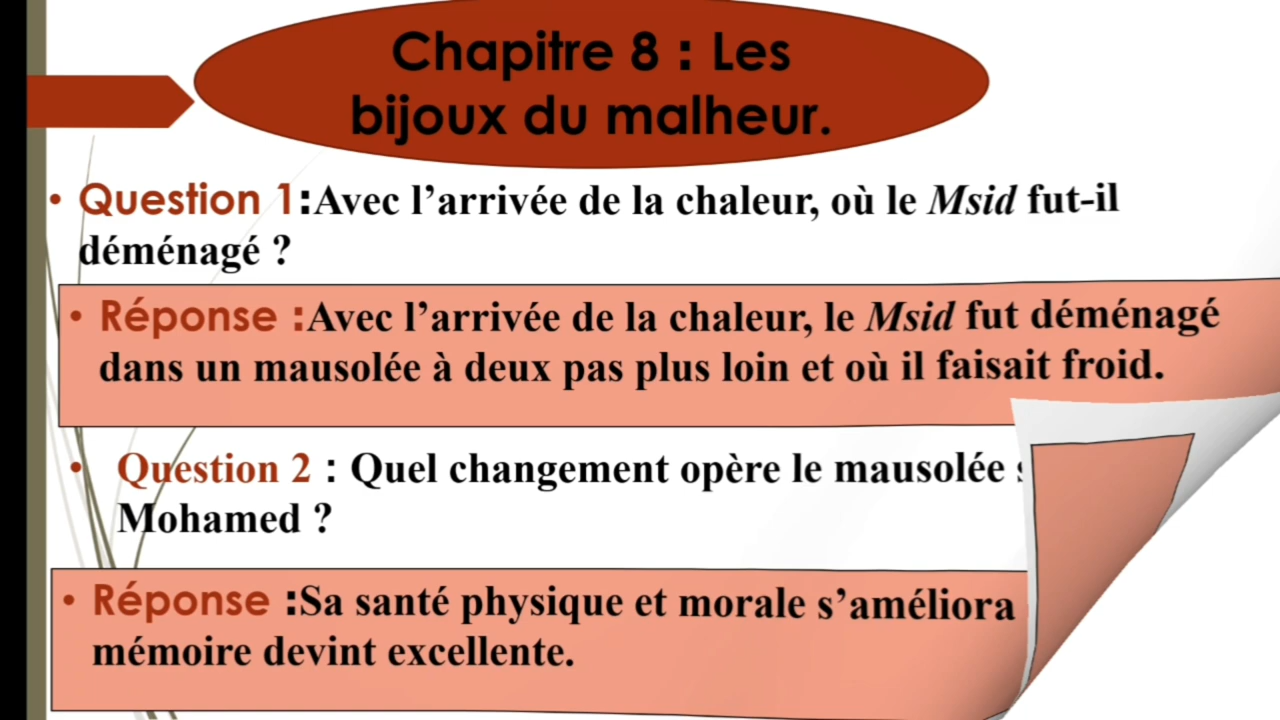 Chapitre 8 : Les
bijoux du malheur.
• Question 1:Avec l’arrivée de la chaleur, où le Msid fut-il
déménagé ?
• Réponse :Avec l’arrivée de la chaleur, le Msid fut déménagé
dans un mausolée à deux pas plus loin et où il faisait froid.
• Question 2 : Quel changement opère le mausolée
Mohamed ?
• Réponse :Sa santé physique et morale s’améliora
mémoire devint excellente.